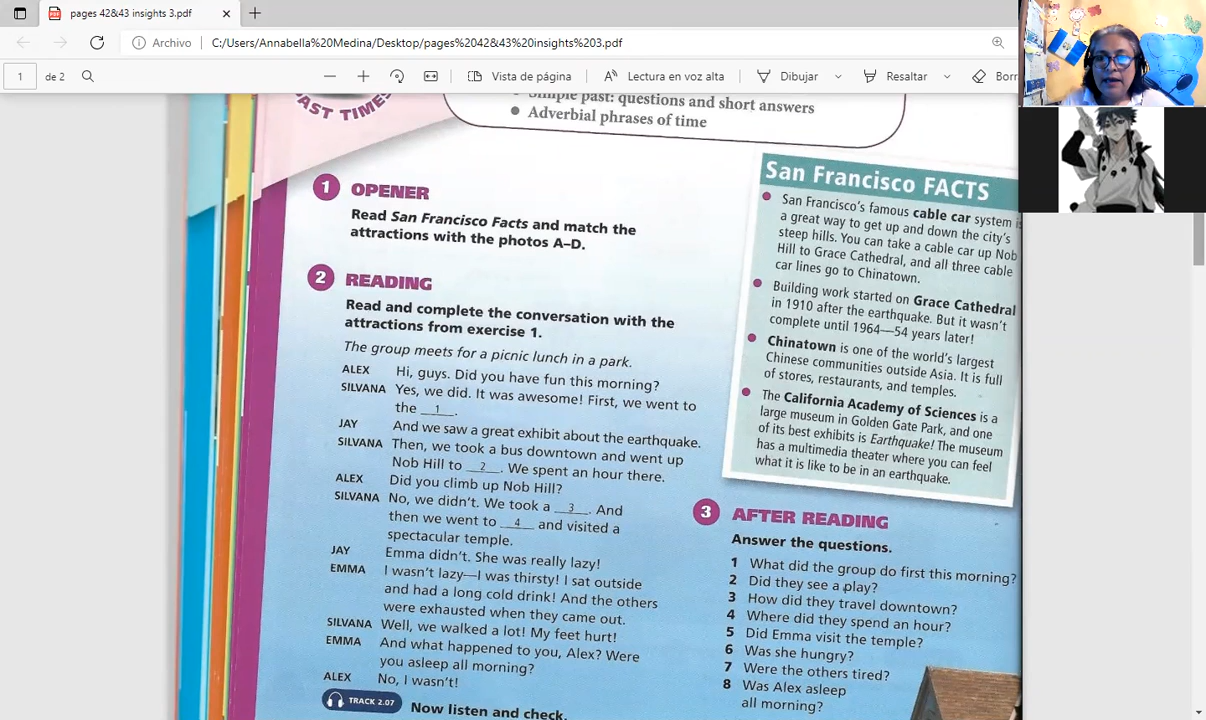 pages 42&43 insights 3.pdf
Archivo
C:/Users/Annabella%20Medina/Desktop/pages%2042&43%20insights%203.pdf
1
de 2
Vista de página
Lectura en voz alta
Dibujar
Resaltar
PAST TIMES
Simple past: questions and short answers
Adverbial phrases of time
1 OPENER
Read San Francisco Facts and match the
attractions with the photos A–D.
2 READING
Read and complete the conversation with the
attractions from exercise 1.
The group meets for a picnic lunch in a park.
ALEX Hi, guys. Did you have fun this morning?
SILVANA Yes, we did. It was awesome! First, we went to
the __1__.
JAY And we saw a great exhibit about the earthquake.
SILVANA Then, we took a bus downtown and went up
Nob Hill to __2__. We spent an hour there.
ALEX Did you climb up Nob Hill?
SILVANA No, we didn't. We took a __3__. And
then we went to __4__ and visited a
spectacular temple.
JAY Emma didn't. She was really lazy!
EMMA I wasn't lazy—I was thirsty! I sat outside
and had a long cold drink! And the others
were exhausted when they came out.
SILVANA Well, we walked a lot! My feet hurt!
EMMA And what happened to you, Alex? Were
you asleep all morning?
ALEX No, I wasn't!
TRACK 2.07 Now listen and check.
San Francisco FACTS
San Francisco's famous cable car system is
a great way to get up and down the city's
steep hills. You can take a cable car up Nob
Hill to Grace Cathedral, and all three cable
car lines go to Chinatown.
Building work started on Grace Cathedral
in 1910 after the earthquake. But it wasn't
complete until 1964—54 years later!
Chinatown is one of the world's largest
Chinese communities outside Asia. It is full
of stores, restaurants, and temples.
The California Academy of Sciences is a
large museum in Golden Gate Park, and one
of its best exhibits is Earthquake! The museum
has a multimedia theater where you can feel
what it is like to be in an earthquake.
3 AFTER READING
Answer the questions.
1 What did the group do first this morning?
2 Did they see a play?
3 How did they travel downtown?
4 Where did they spend an hour?
5 Did Emma visit the temple?
6 Was she hungry?
7 Were the others tired?
8 Was Alex asleep
all morning?